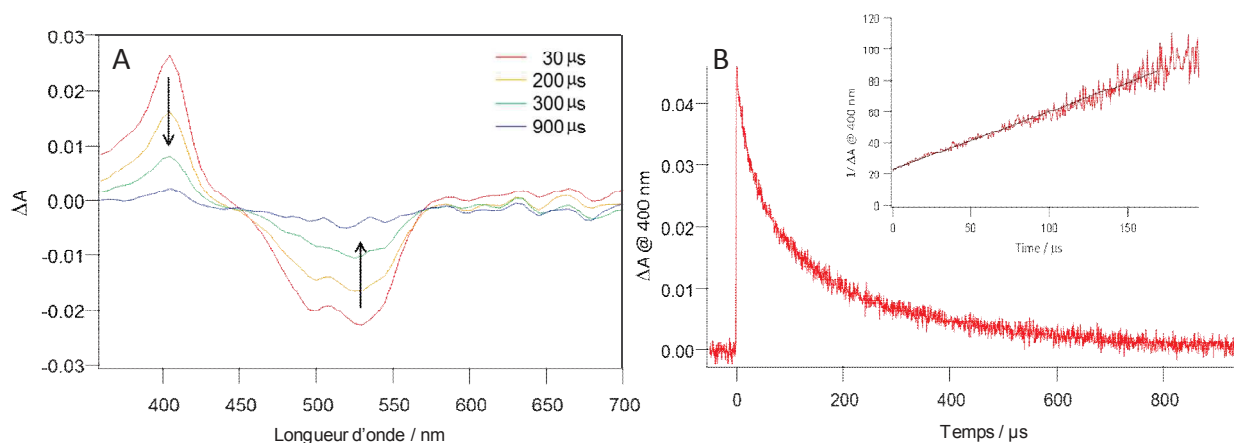 A
0.03
0.02
0.01
0.00
-0.01
-0.02
-0.03
ΔA
30 µs
200 µs
300 µs
900 µs
400 450 500 550 600 650 700
Longueur d'onde / nm
B
0.04
0.03
0.02
0.01
0.00
ΔA @ 400 nm
0 200 400 600 800
Temps / µs
120
100
80
60
40
20
0
1/ ΔA @ 400 nm
0 50 100 150
Time / µs